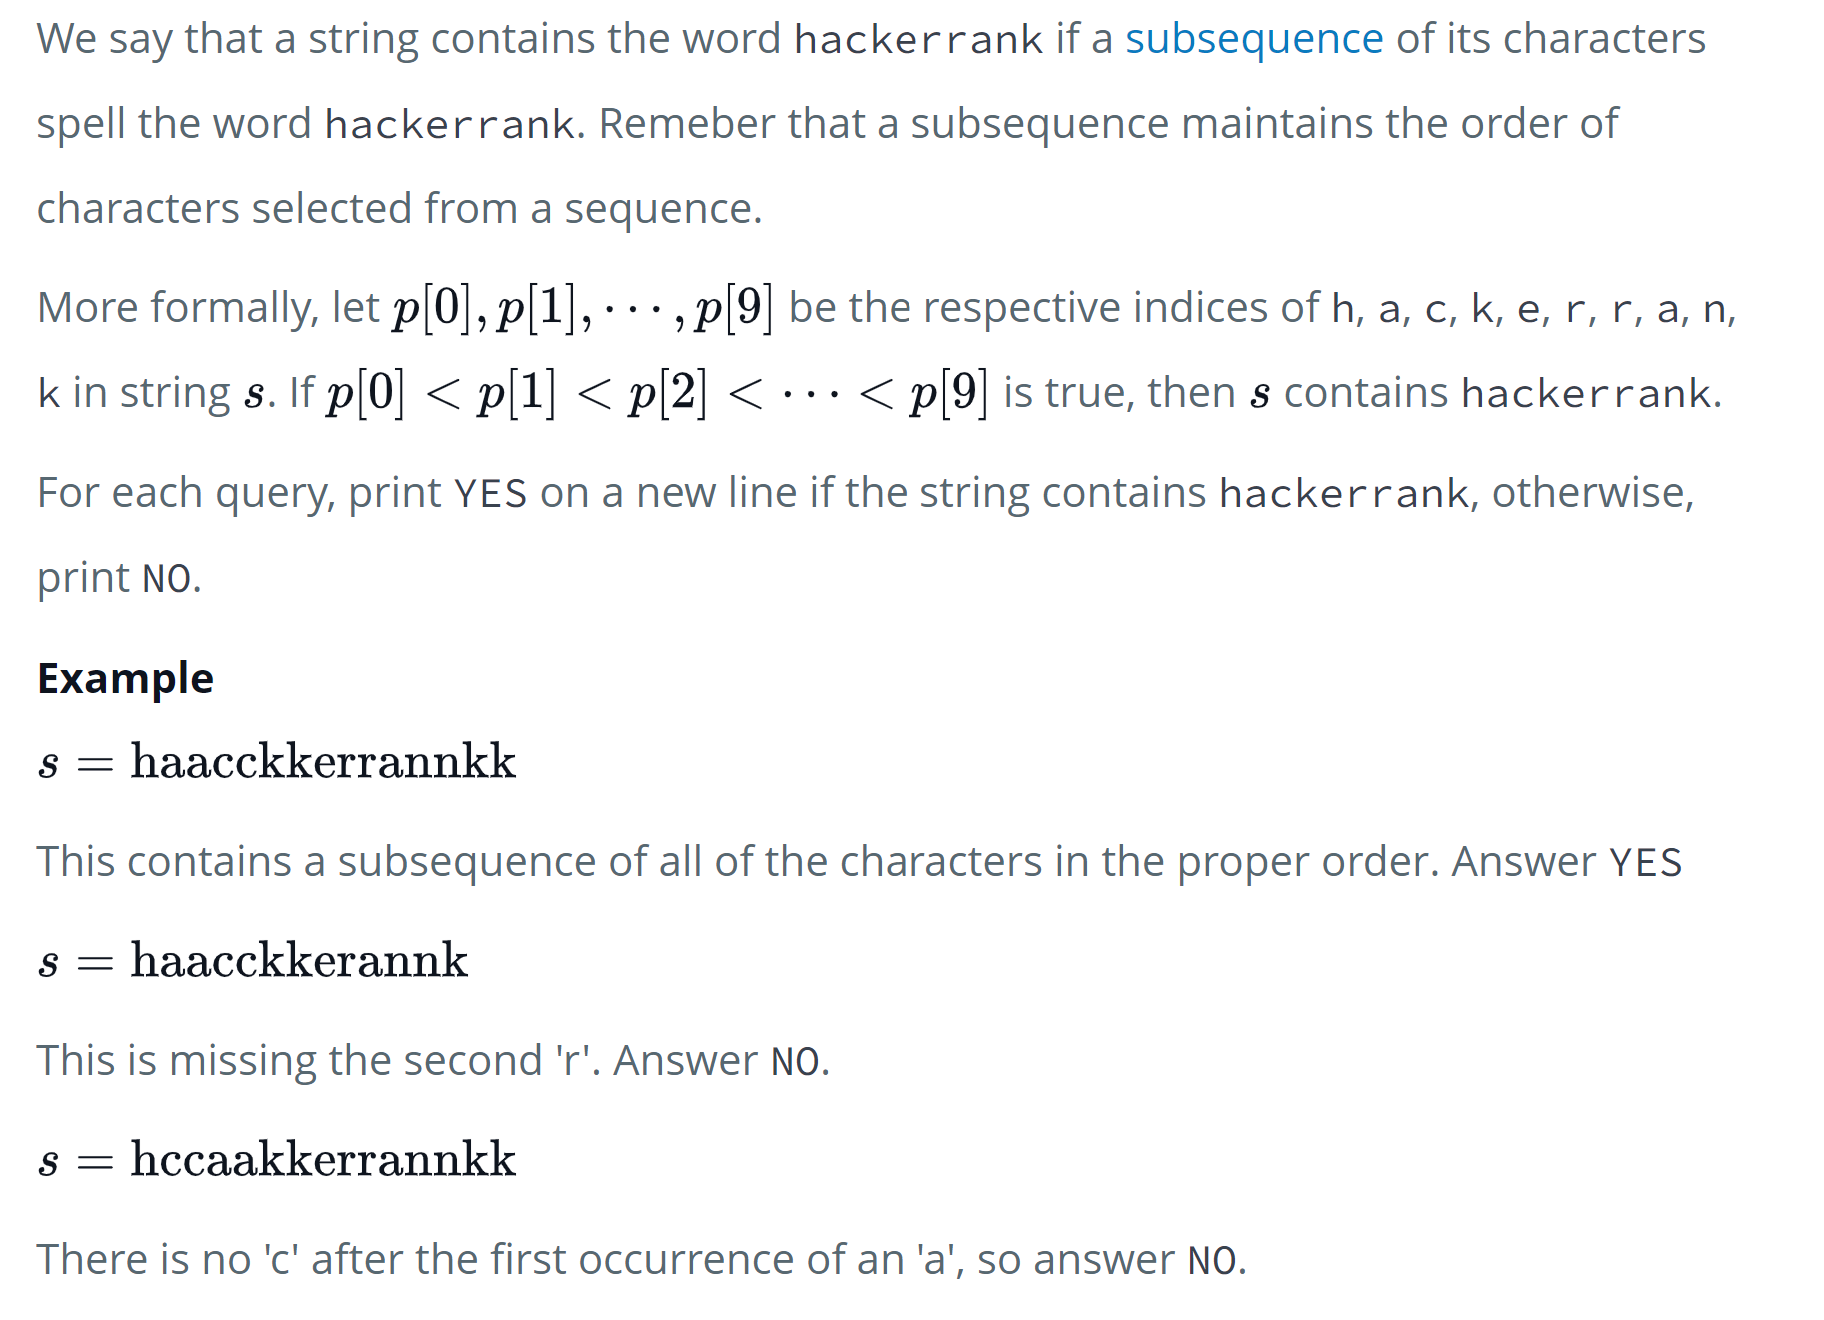 We say that a string contains the word hackerrank if a subsequence of its characters
spell the word hackerrank. Remeber that a subsequence maintains the order of
characters selected from a sequence.
More formally, let p[0], p[1], · · · , p[9] be the respective indices of h, a, c, k, e, r, r, a, n,
k in string s. If p[0] < p[1] < p[2] < · · · < p[9] is true, then s contains hackerrank.
For each query, print YES on a new line if the string contains hackerrank, otherwise,
print NO.
Example
s = haacckkerrannkk
This contains a subsequence of all of the characters in the proper order. Answer YES
s = haacckkerannk
This is missing the second 'r'. Answer NO.
s = hccaakkerrannkk
There is no 'c' after the first occurrence of an 'a', so answer NO.